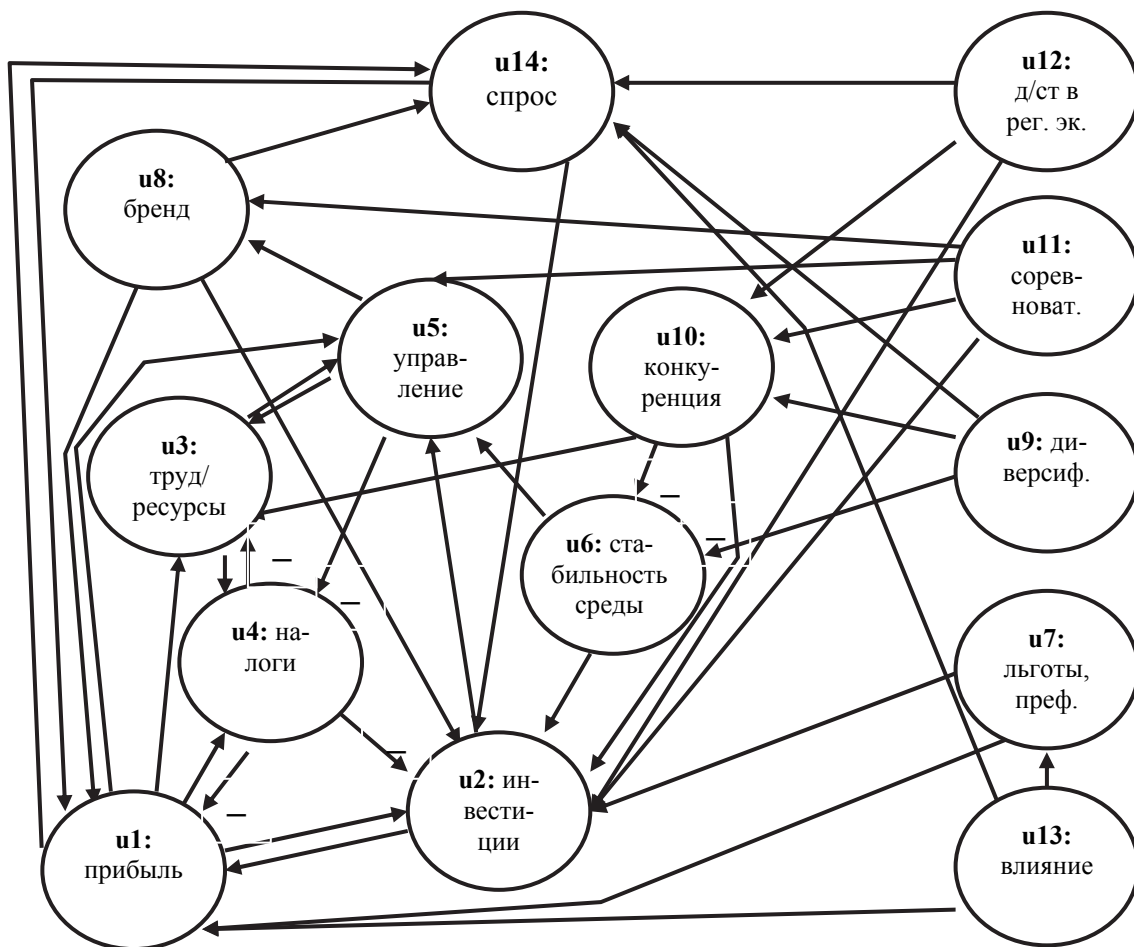 u14:
спрос
u12:
д/ст в
рег. эк.
u8:
бренд
u11:
сорев-
новат.
u5:
управ-
ление
u10:
конку-
ренция
u3:
труд/
ресурсы
u9: ди-
версиф.
u6: ста-
бильность
среды
–
–
–
–
u4: на-
логи
u7:
льготы,
преф.
–
u2: ин-
вести-
ции
–
u1:
прибыль
u13:
влияние